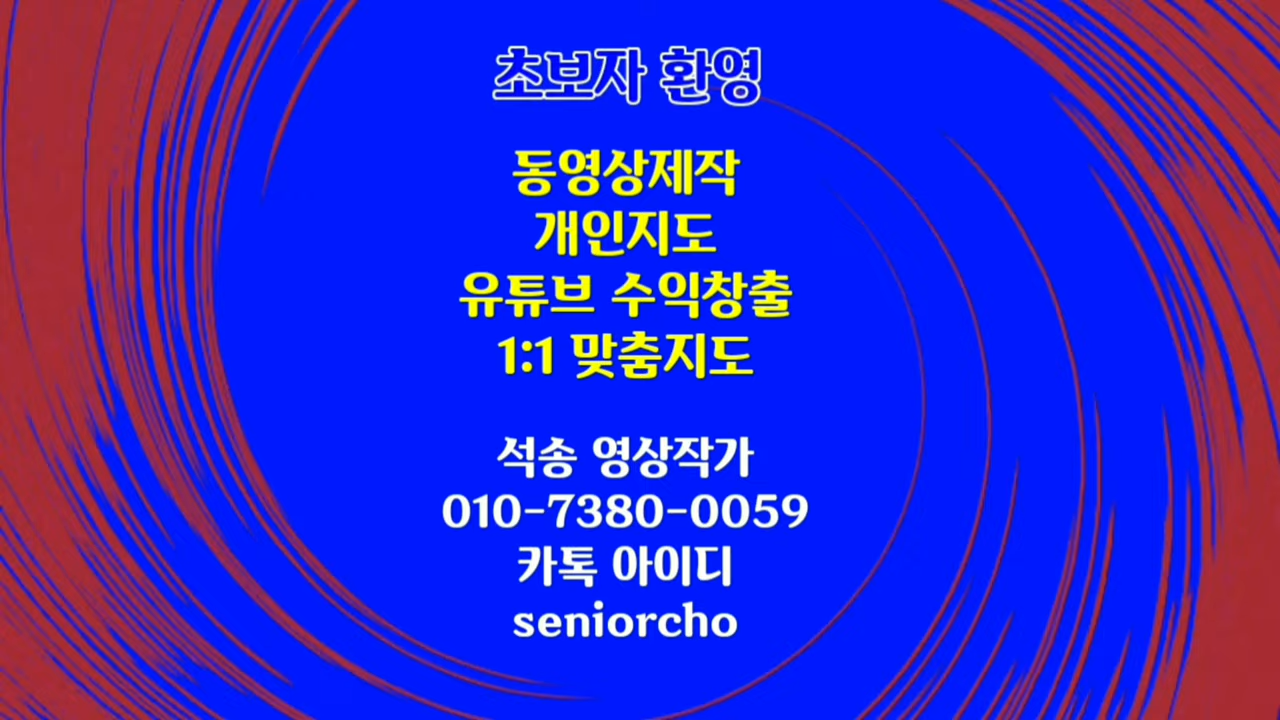 초보자 환영
동영상제작
개인지도
유튜브 수익창출
1:1 맞춤지도
석송 영상작가
010-7380-0059
카톡 아이디
seniorcho